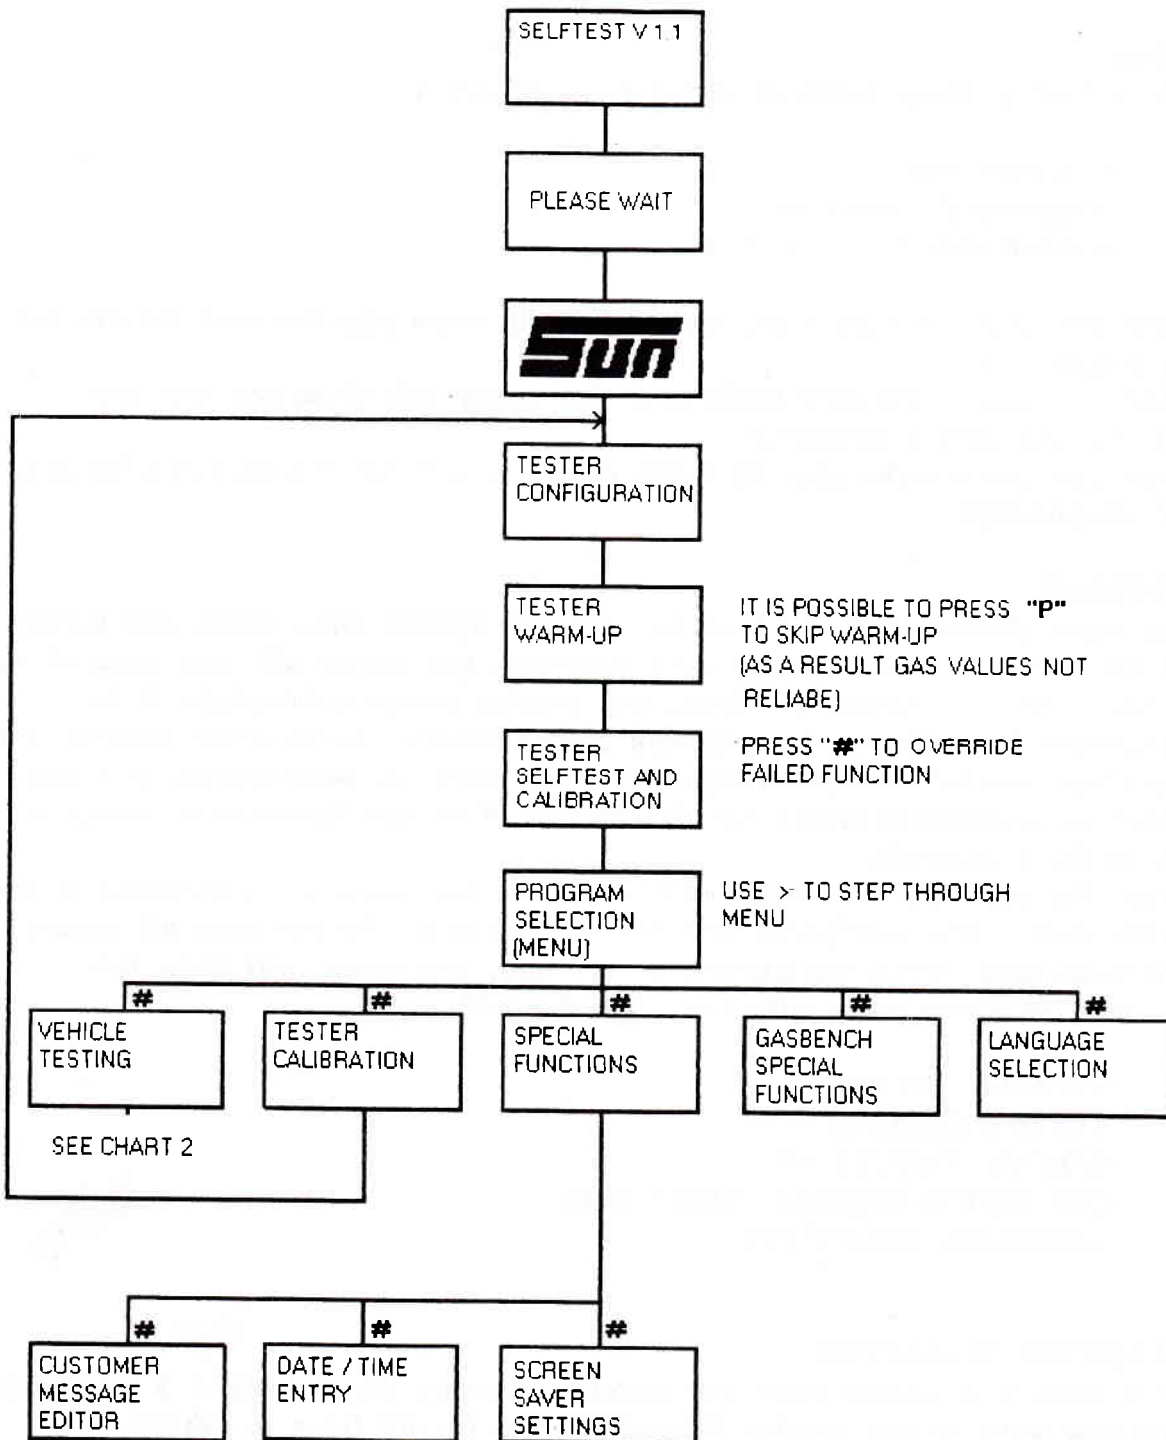 SELFTEST V 1.1
PLEASE WAIT
Sun
TESTER
CONFIGURATION
TESTER
WARM-UP
IT IS POSSIBLE TO PRESS "P"
TO SKIP WARM-UP
(AS A RESULT GAS VALUES NOT
RELIABE)
TESTER
SELFTEST AND
CALIBRATION
PRESS "#" TO OVERRIDE
FAILED FUNCTION
PROGRAM
SELECTION
(MENU)
USE > TO STEP THROUGH
MENU
# # # # #
VEHICLE
TESTING
TESTER
CALIBRATION
SPECIAL
FUNCTIONS
GASBENCH
SPECIAL
FUNCTIONS
LANGUAGE
SELECTION
SEE CHART 2
# # #
CUSTOMER
MESSAGE
EDITOR
DATE / TIME
ENTRY
SCREEN
SAVER
SETTINGS